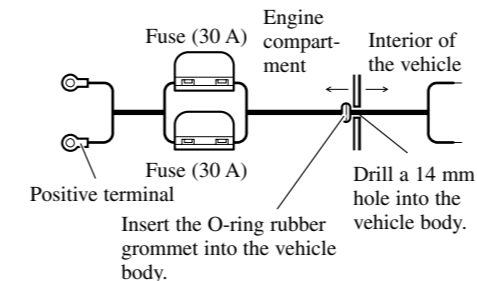 Fuse (30 A)
Engine
compart-
ment
Interior of
the vehicle
Fuse (30 A)
Positive terminal
Drill a 14 mm
hole into the
vehicle body.
Insert the O-ring rubber
grommet into the vehicle
body.